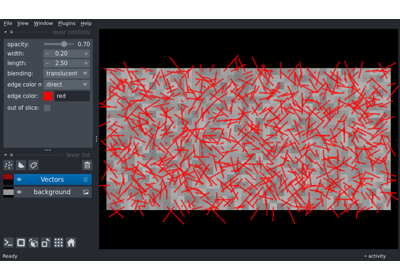 File View Window Plugins Help
layer controls
opacity: 0.70
width: 0.20
length: 2.50
blending: translucent
edge color m direct
edge color: red
out of slice:
layer list
Vectors
background
Ready
activity